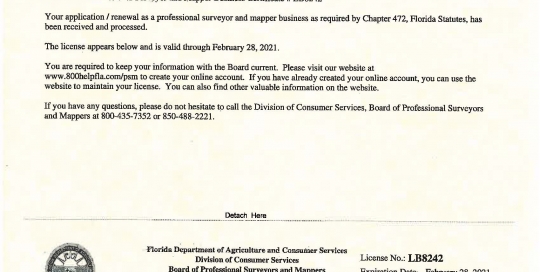 Your application / renewal as a professional surveyor and mapper business as required by Chapter 472, Florida Statutes, has
been received and processed.
The license appears below and is valid through February 28, 2021.
You are required to keep your information with the Board current. Please visit our website at
www.800helpfla.com/psm to create your online account. If you have already created your online account, you can use the
website to maintain your license. You can also find other valuable information on the website.
If you have any questions, please do not hesitate to call the Division of Consumer Services, Board of Professional Surveyors
and Mappers at 800-435-7352 or 850-488-2221.
Detach Here
Florida Department of Agriculture and Consumer Services
Division of Consumer Services
Board of Professional Surveyors and Mappers
License No.: LB8242
Expiration Date February 28, 2021